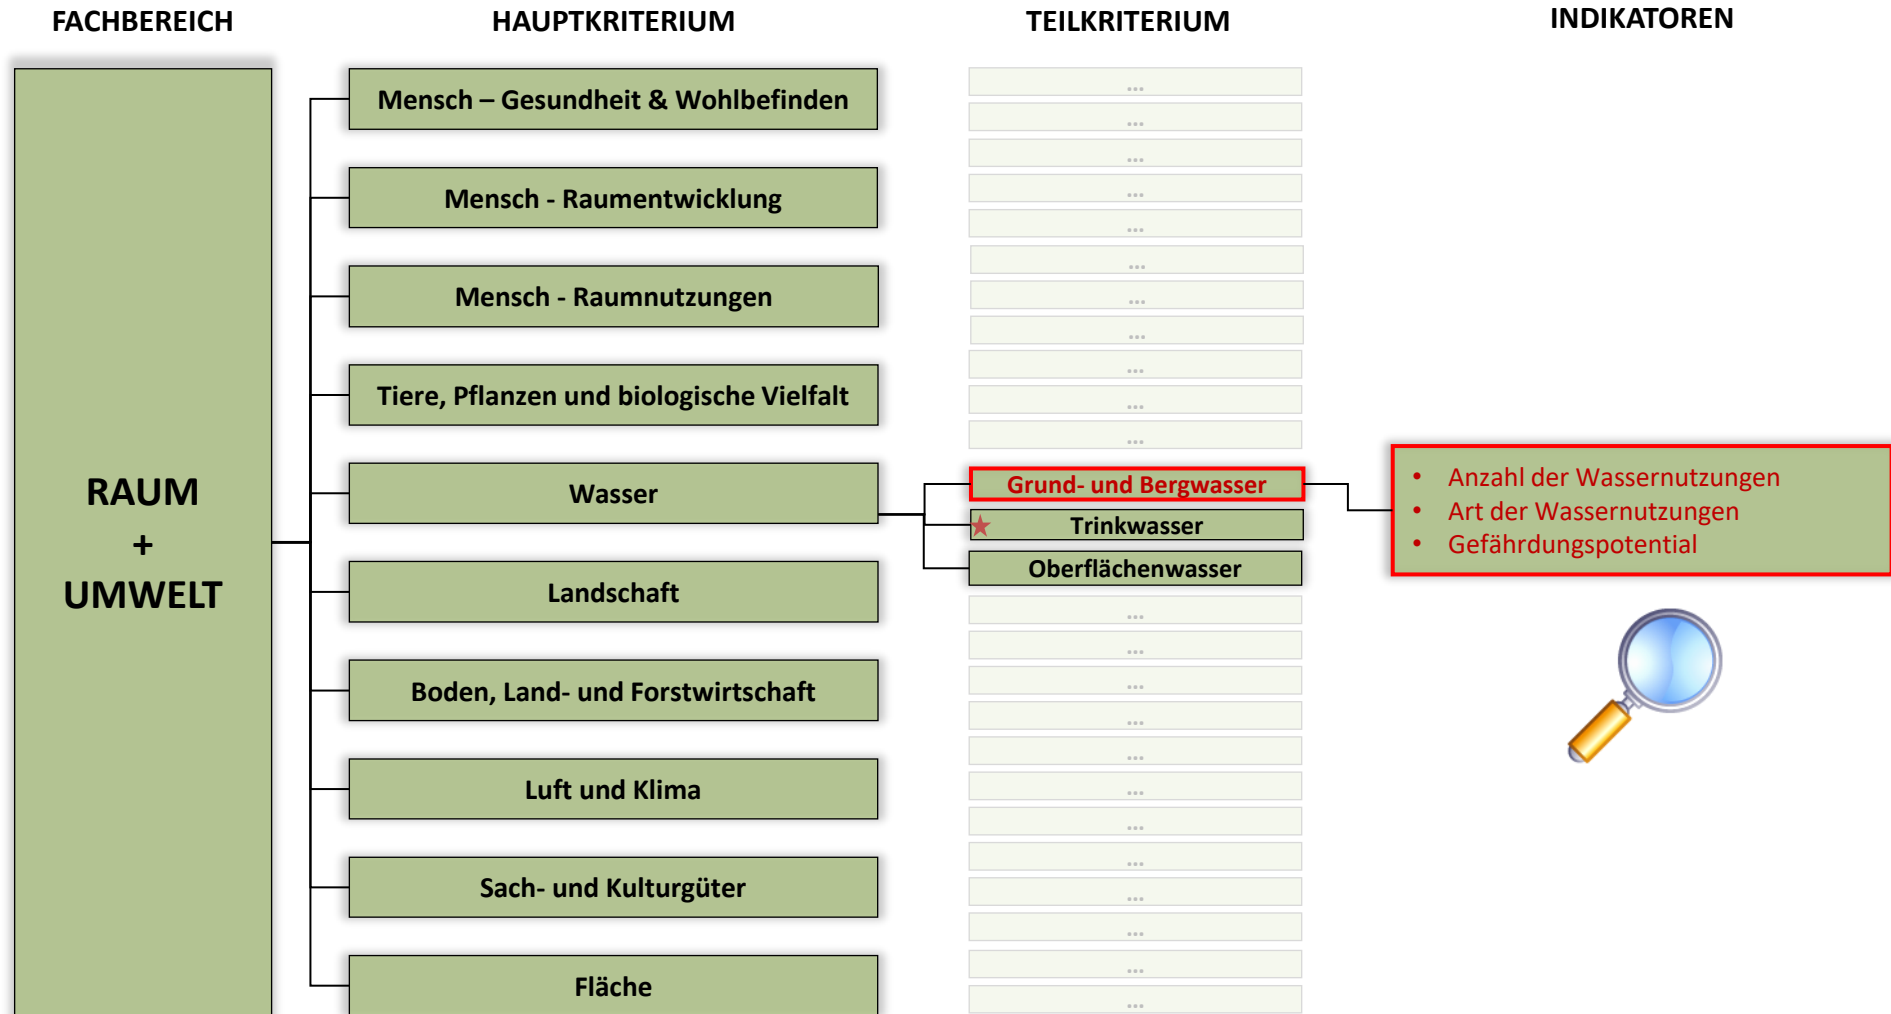 FACHBEREICH
HAUPTKRITERIUM
TEILKRITERIUM
INDIKATOREN
RAUM
+
UMWELT
Mensch – Gesundheit & Wohlbefinden
Mensch - Raumentwicklung
Mensch - Raumnutzungen
Tiere, Pflanzen und biologische Vielfalt
Wasser
Landschaft
Boden, Land- und Forstwirtschaft
Luft und Klima
Sach- und Kulturgüter
Fläche
...
...
...
...
...
...
...
...
...
...
...
Grund- und Bergwasser
Trinkwasser
Oberflächenwasser
...
...
...
...
...
...
...
...
...
...
...
...
• Anzahl der Wassernutzungen
• Art der Wassernutzungen
• Gefährdungspotential